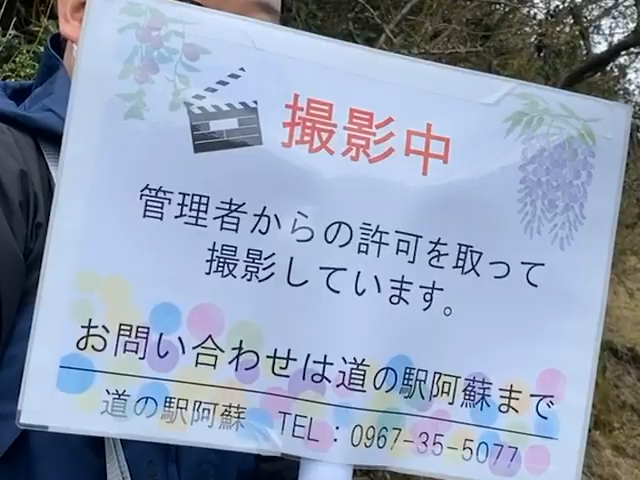 撮影中
管理者からの許可を取って
撮影しています。
お問い合わせは道の駅阿蘇まで
道の駅阿蘇 TEL：0967-35-5077